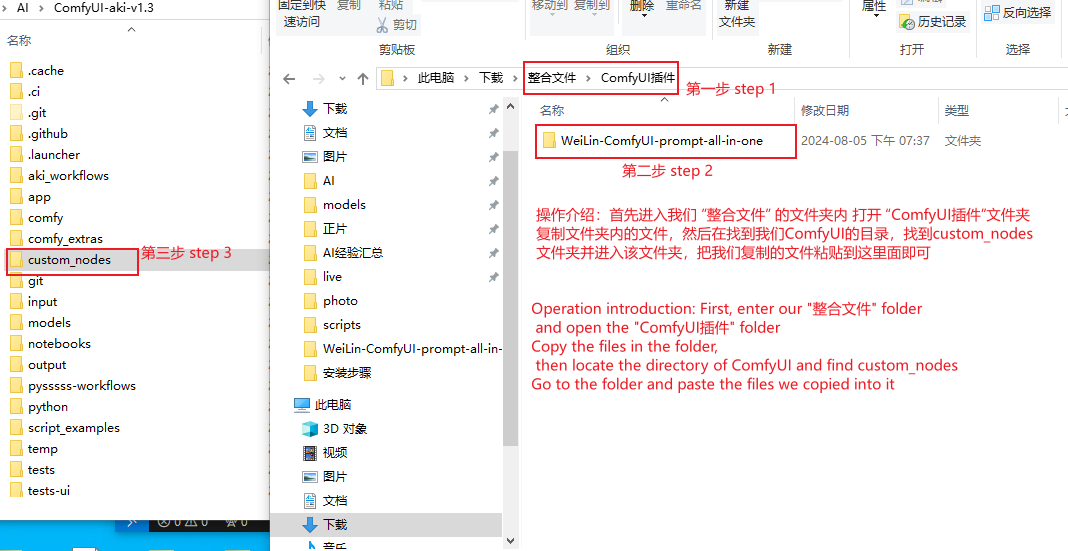 AI › ComfyUI-aki-v1.3
名称
.cache
.ci
.git
.github
.launcher
aki_workflows
app
comfy
comfy_extras
custom_nodes
第三步 step 3
git
input
models
notebooks
output
pysssss-workflows
python
script_examples
temp
tests
tests-ui
0 0 0
固定到快速访问
复制
粘贴
剪切
剪贴板
移动到
复制到
删除
重命名
组织
新建
文件夹
新建
属性
历史记录
打开
反向选择
选择
此电脑 › 下载 › 整合文件 › ComfyUI插件
第一步 step 1
下载
文档
图片
AI
models
正片
AI经验汇总
live
photo
scripts
WeiLin-ComfyUI-prompt-all-in-
安装步骤
此电脑
3D 对象
视频
图片
文档
下载
音乐
名称 修改日期 类型
WeiLin-ComfyUI-prompt-all-in-one 2024-08-05 下午 07:37 文件夹
第二步 step 2
操作介绍：首先进入我们 “整合文件” 的文件夹内 打开 “ComfyUI插件”文件夹
复制文件夹内的文件，然后在找到我们ComfyUI的目录，找到custom_nodes
文件夹并进入该文件夹，把我们复制的文件粘贴到这里面即可
Operation introduction: First, enter our "整合文件" folder
and open the "ComfyUI插件" folder
Copy the files in the folder,
then locate the directory of ComfyUI and find custom_nodes
Go to the folder and paste the files we copied into it